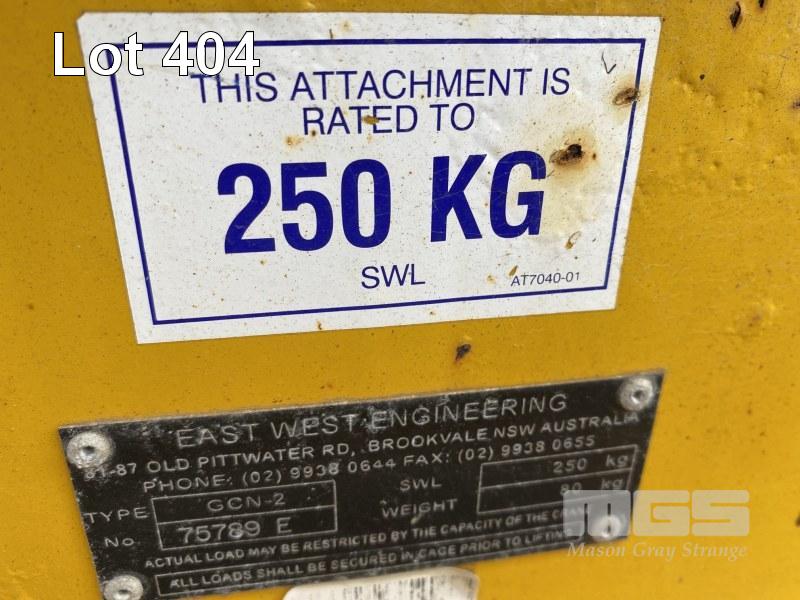 Lot 404
THIS ATTACHMENT IS
RATED TO
250 KG
SWL
AT7040-01
EAST WEST ENGINEERING
81-87 OLD PITTWATER RD, BROOKVALE NSW AUSTRALIA
PHONE: (02) 9938 0644 FAX: (02) 9938 0655
TYPE GCN-2 SWL 250 kg
No. 75789 E WEIGHT 80 kg
ACTUAL LOAD MAY BE RESTRICTED BY THE CAPACITY OF THE CRANE
ALL LOADS SHALL BE SECURED IN CAGE PRIOR TO LIFTING
MGS
Mason Gray Strange